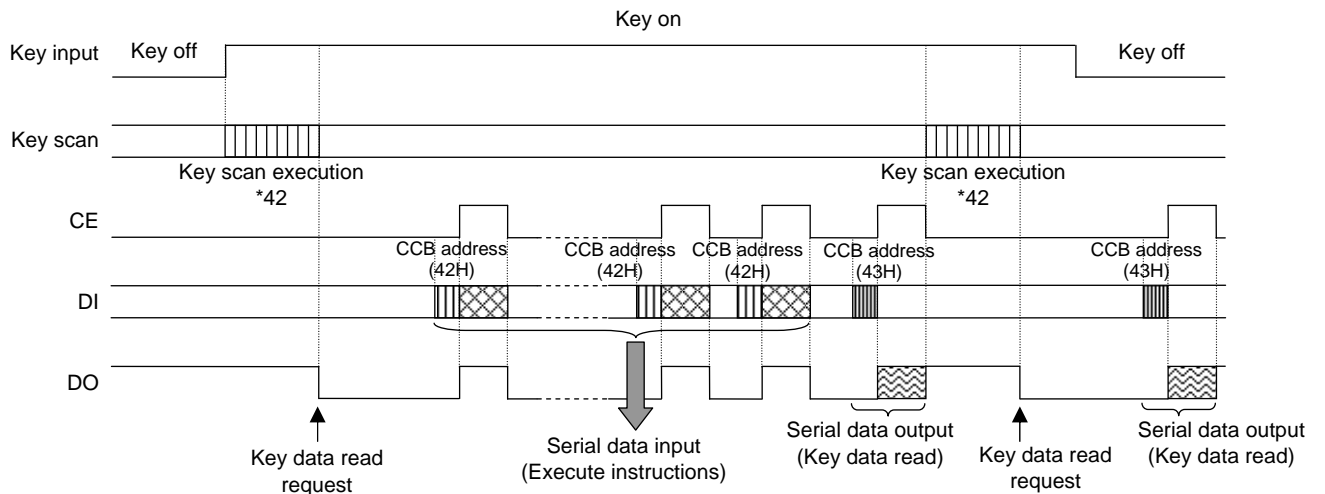 Key on
Key input
Key off
Key off
Key scan
Key scan execution
*42
Key scan execution
*42
CE
CCB address
(42H)
CCB address
(42H)
CCB address
(42H)
CCB address
(43H)
CCB address
(43H)
DI
DO
Key data read
request
Serial data input
(Execute instructions)
Serial data output
(Key data read)
Key data read
request
Serial data output
(Key data read)